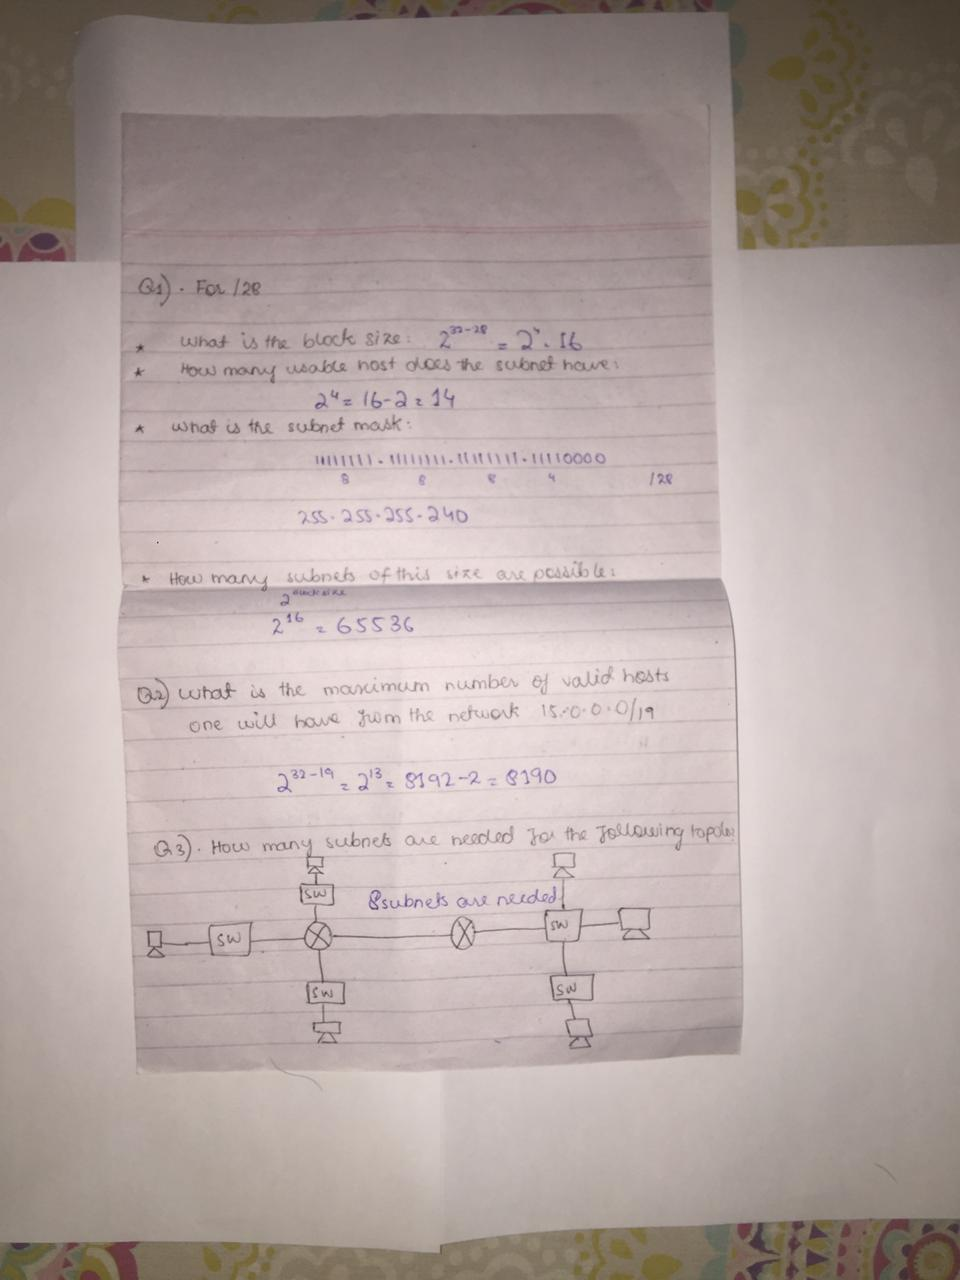 Q1). For /28
* What is the block size: 2^32-28 = 2^4 . 16
* How many usable host does the subnet have:
2^4 = 16-2 = 14
* What is the subnet mask:
11111111 . 11111111 . 11111111 . 11110000
8 8 8 4 /28
255.255.255.240
* How many subnets of this size are possible:
2^block size
2^16 = 65536
Q2) What is the maximum number of valid hosts
one will have from the network 15.0.0.0/19
2^32-19 = 2^13 = 8192-2 = 8190
Q3). How many subnets are needed for the following
SW
8 subnets are needed
SW
SW
SW
SW